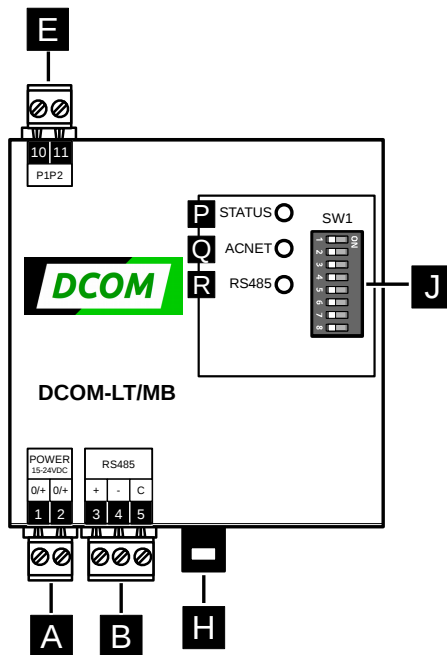 E
10 11
P1P2
P STATUS
SW1
ON
1
2
3
4
5
6
7
8
Q ACNET
R RS485
J
DCOM
DCOM-LT/MB
POWER
15-24VDC
0/+ 0/+
1 2
RS485
+ - C
3 4 5
A
B
H